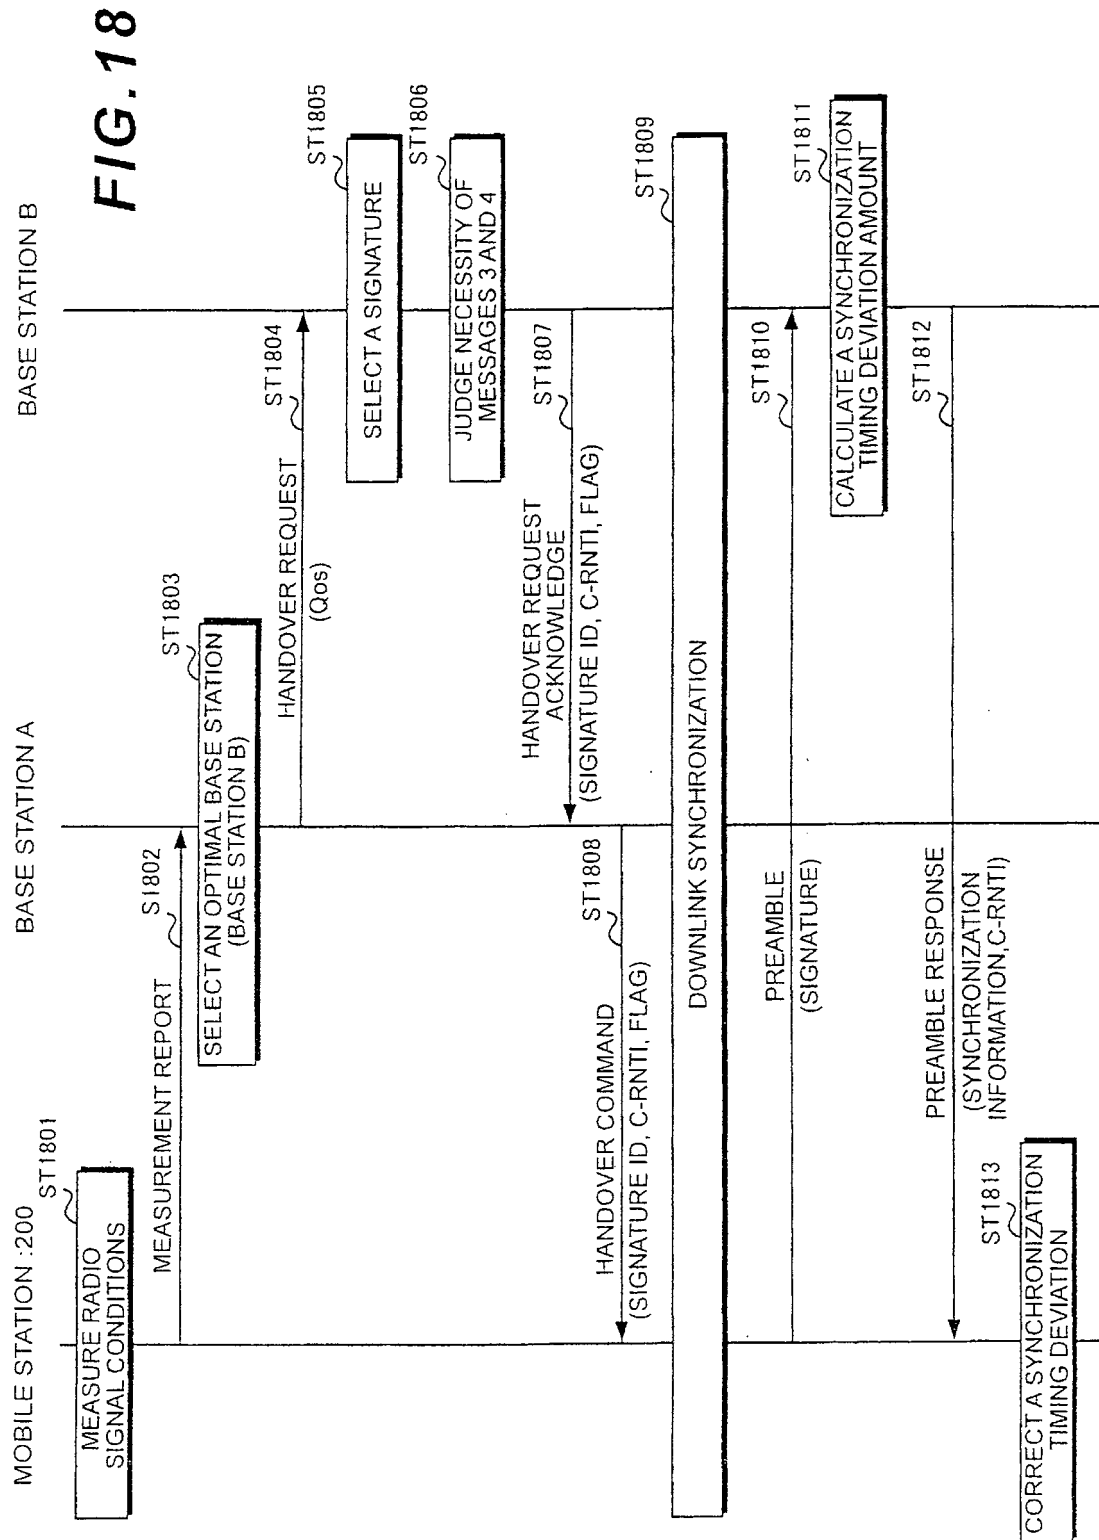 FIG.18
MOBILE STATION :200
BASE STATION A
BASE STATION B
ST1801
MEASURE RADIO
SIGNAL CONDITIONS
MEASUREMENT REPORT
S1802
ST1803
SELECT AN OPTIMAL BASE STATION
(BASE STATION B)
HANDOVER REQUEST
(Qos)
ST1804
ST1805
SELECT A SIGNATURE
ST1806
JUDGE NECESSITY OF
MESSAGES 3 AND 4
HANDOVER REQUEST
ACKNOWLEDGE
(SIGNATURE ID, C-RNTI, FLAG)
ST1807
HANDOVER COMMAND
(SIGNATURE ID, C-RNTI, FLAG)
ST1808
ST1809
DOWNLINK SYNCHRONIZATION
PREAMBLE
(SIGNATURE)
ST1810
ST1811
CALCULATE A SYNCHRONIZATION
TIMING DEVIATION AMOUNT
PREAMBLE RESPONSE
(SYNCHRONIZATION
INFORMATION,C-RNTI)
ST1812
ST1813
CORRECT A SYNCHRONIZATION
TIMING DEVIATION